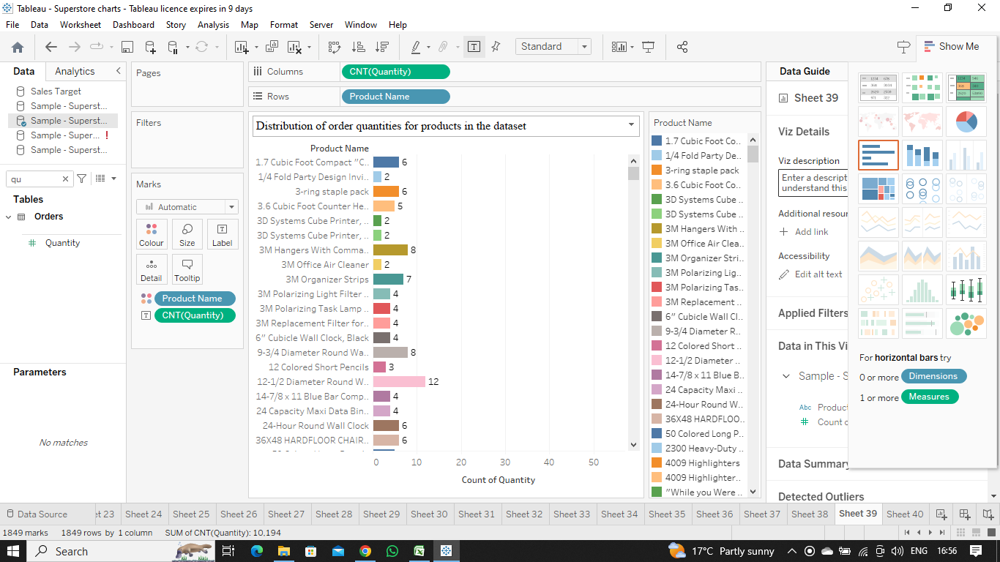 Tableau - Superstore charts - Tableau licence expires in 9 days
File Data Worksheet Dashboard Story Analysis Map Format Server Window Help
Standard
Show Me
Data Analytics
Sales Target
Sample - Superst...
Sample - Superst...
Sample - Super... !
Sample - Superst...
qu
Tables
Orders
Quantity
Parameters
No matches
Pages
Filters
Marks
Automatic
Colour Size Label
Detail Tooltip
Product Name
CNT(Quantity)
Columns CNT(Quantity)
Rows Product Name
Distribution of order quantities for products in the dataset
Product Name
1.7 Cubic Foot Compact "C.. 6
1/4 Fold Party Design Invi.. 2
3-ring staple pack 6
3.6 Cubic Foot Counter He.. 5
3D Systems Cube Printer, .. 2
3D Systems Cube Printer, .. 2
3M Hangers With Comma.. 8
3M Office Air Cleaner 2
3M Organizer Strips 7
3M Polarizing Light Filter .. 4
3M Polarizing Task Lamp .. 4
3M Replacement Filter for.. 4
6" Cubicle Wall Clock, Black 4
9-3/4 Diameter Round Wa.. 8
12 Colored Short Pencils 3
12-1/2 Diameter Round W.. 12
14-7/8 x 11 Blue Bar Comp.. 4
24 Capacity Maxi Data Bin.. 4
24-Hour Round Wall Clock 6
36X48 HARDFLOOR CHAIR.. 6
0 10 20 30 40 50
Count of Quantity
Product Name
1.7 Cubic Foot Co..
1/4 Fold Party De..
3-ring staple pack
3.6 Cubic Foot Co..
3D Systems Cube ..
3D Systems Cube ..
3M Hangers With ..
3M Office Air Clea..
3M Organizer Stri..
3M Polarizing Lig..
3M Polarizing Tas..
3M Replacement ..
6" Cubicle Wall Cl..
9-3/4 Diameter R..
12 Colored Short ..
12-1/2 Diameter ..
14-7/8 x 11 Blue B..
24 Capacity Maxi ..
24-Hour Round W..
36X48 HARDFLOO..
50 Colored Long P..
2300 Heavy-Duty ..
4009 Highlighters
4009 Highlighter..
"While you Were ..
Data Guide
Sheet 39
Viz Details
Viz description
Enter a descript
understand this
Additional resour
Add link
Accessibility
Edit alt text
Applied Filters
Data in This Vi
Sample - S
Abc Product
Count o
Data Summary
Detected Outliers
For horizontal bars try
0 or more Dimensions
1 or more Measures
Data Source et 23 Sheet 24 Sheet 25 Sheet 26 Sheet 27 Sheet 28 Sheet 29 Sheet 30 Sheet 31 Sheet 32 Sheet 33 Sheet 34 Sheet 35 Sheet 36 Sheet 37 Sheet 38 Sheet 39 Sheet 40
1849 marks 1849 rows by 1 column SUM of CNT(Quantity): 10,194
Search 17°C Partly sunny ENG 16:56